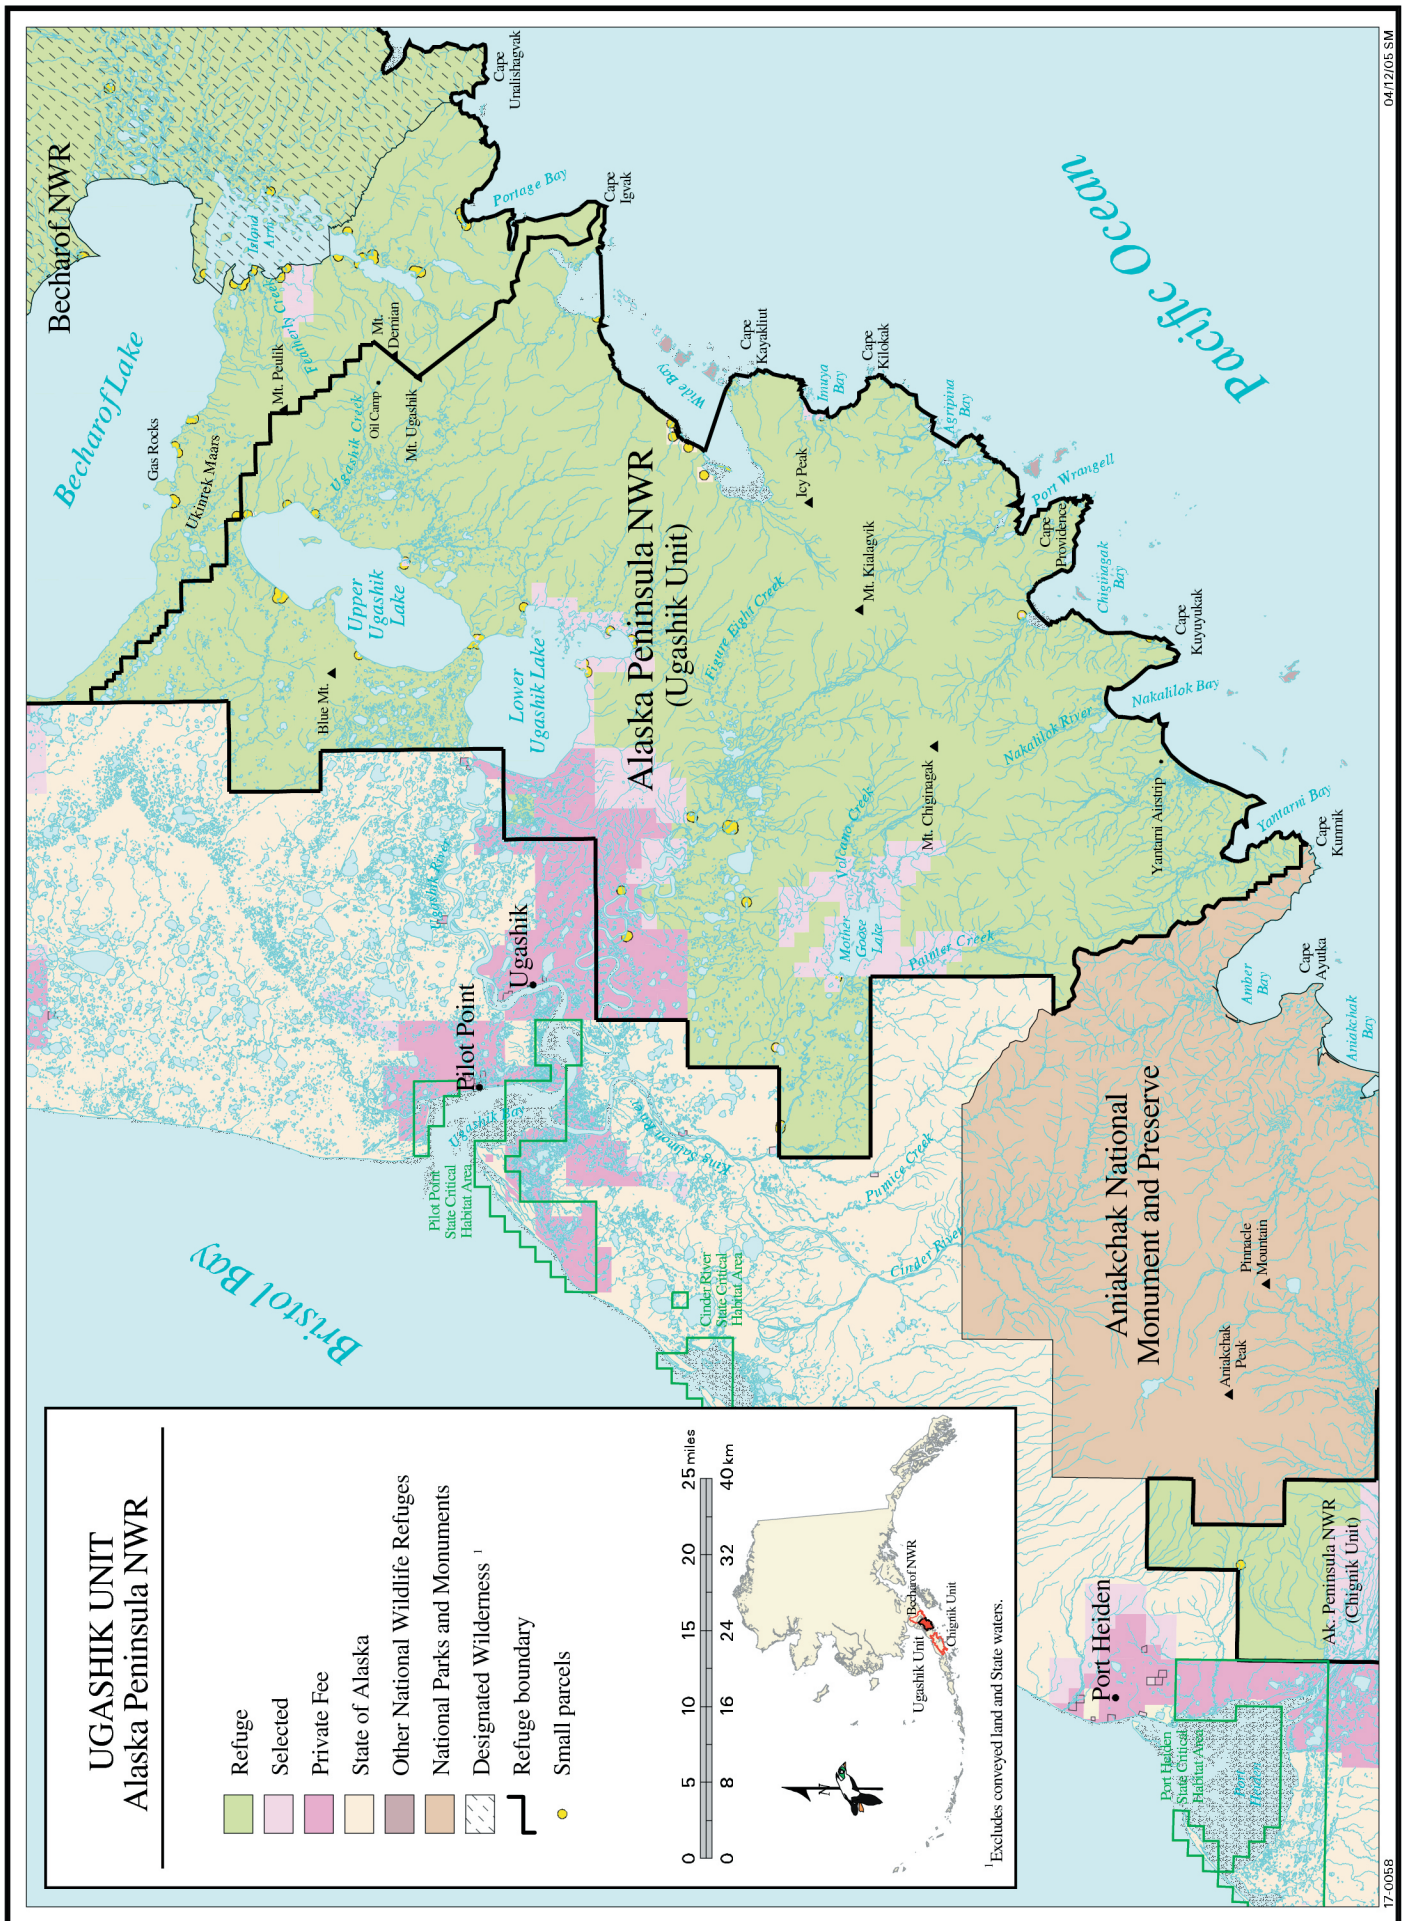 UGASHIK UNIT
Alaska Peninsula NWR
Refuge
Selected
Private Fee
State of Alaska
Other National Wildlife Refuges
National Parks and Monuments
Designated Wilderness 1
Refuge boundary
Small parcels
0 5 10 15 20 25 miles
0 8 16 24 32 40 km
N
Ugashik Unit
Becharof NWR
Chignik Unit
1Excludes conveyed land and State waters.
Bristol Bay
Becharof Lake
Becharof NWR
Island
Arm
Featherly Creek
Gas Rocks
Ukinrek Maars
Mt. Peulik
Mt.
Demian
Ugashik Creek
Oil Camp
Mt. Ugashik
Upper
Ugashik
Lake
Blue Mt.
Lower
Ugashik Lake
Ugashik River
Ugashik
Pilot Point
Ugashik Bay
Pilot Point
State Critical
Habitat Area
King Salmon River
Cinder River
State Critical
Habitat Area
Pumice Creek
Cinder River
Alaska Peninsula NWR
(Ugashik Unit)
Figure Eight Creek
Icy Peak
Mt. Kialagvik
Volcano Creek
Mt. Chiginagak
Mother
Goose
Lake
Painter Creek
Nakalilok River
Yantarni Airstrip
Cape
Unalishagvak
Portage Bay
Cape
Igvak
Wide Bay
Cape
Kayakliut
Imuya
Bay
Cape
Kilokak
Agripina
Bay
Port Wrangell
Cape
Providence
Chiginagak
Bay
Cape
Kuyuyukak
Nakalilok Bay
Yantarni Bay
Cape
Kunmik
Pacific Ocean
Amber
Bay
Cape
Ayutka
Aniakchak
Bay
Aniakchak National
Monument and Preserve
Pinnacle
Mountain
Aniakchak
Peak
Ak. Peninsula NWR
(Chignik Unit)
Port Heiden
Port Heiden
State Critical
Habitat Area
Port
Heiden
17-0058
04/12/05 SM